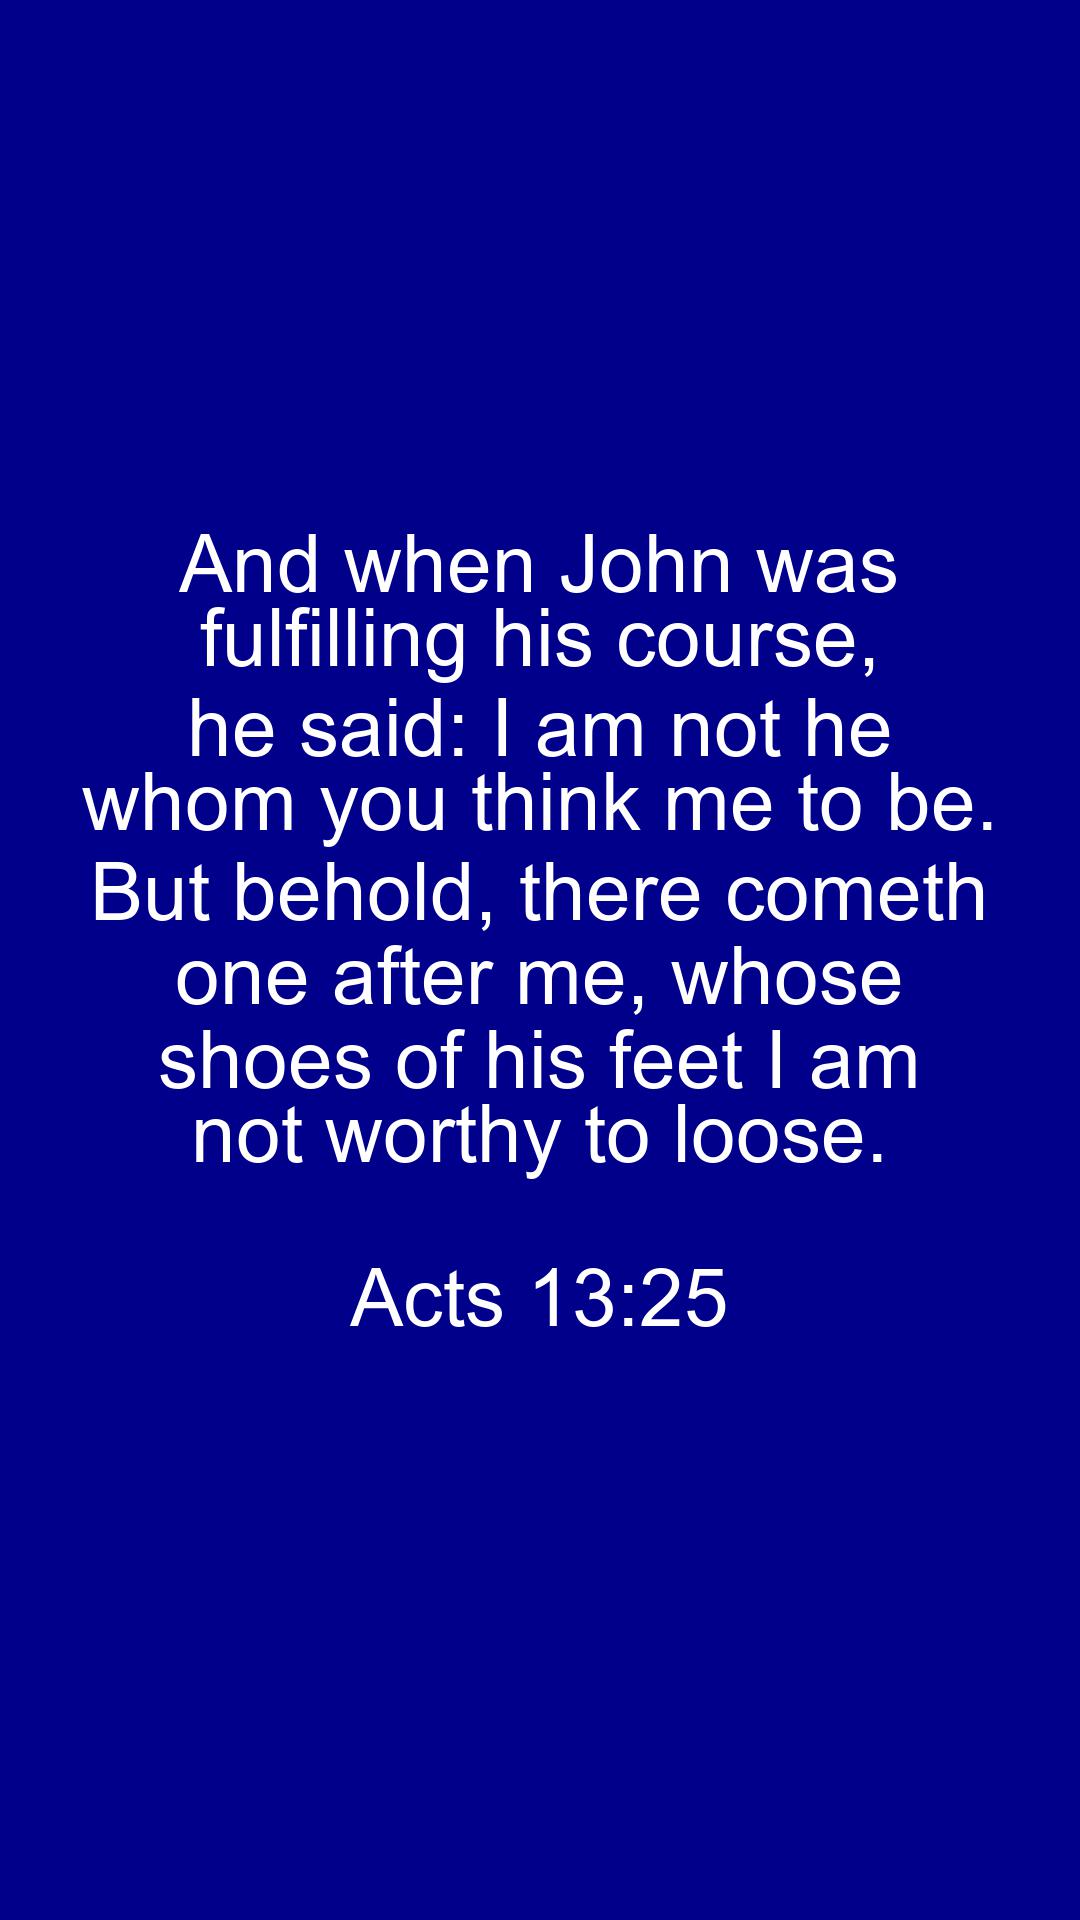 And when John was
fulfilling his course,
he said: I am not he
whom you think me to be.
But behold, there cometh
one after me, whose
shoes of his feet I am
not worthy to loose.
Acts 13:25